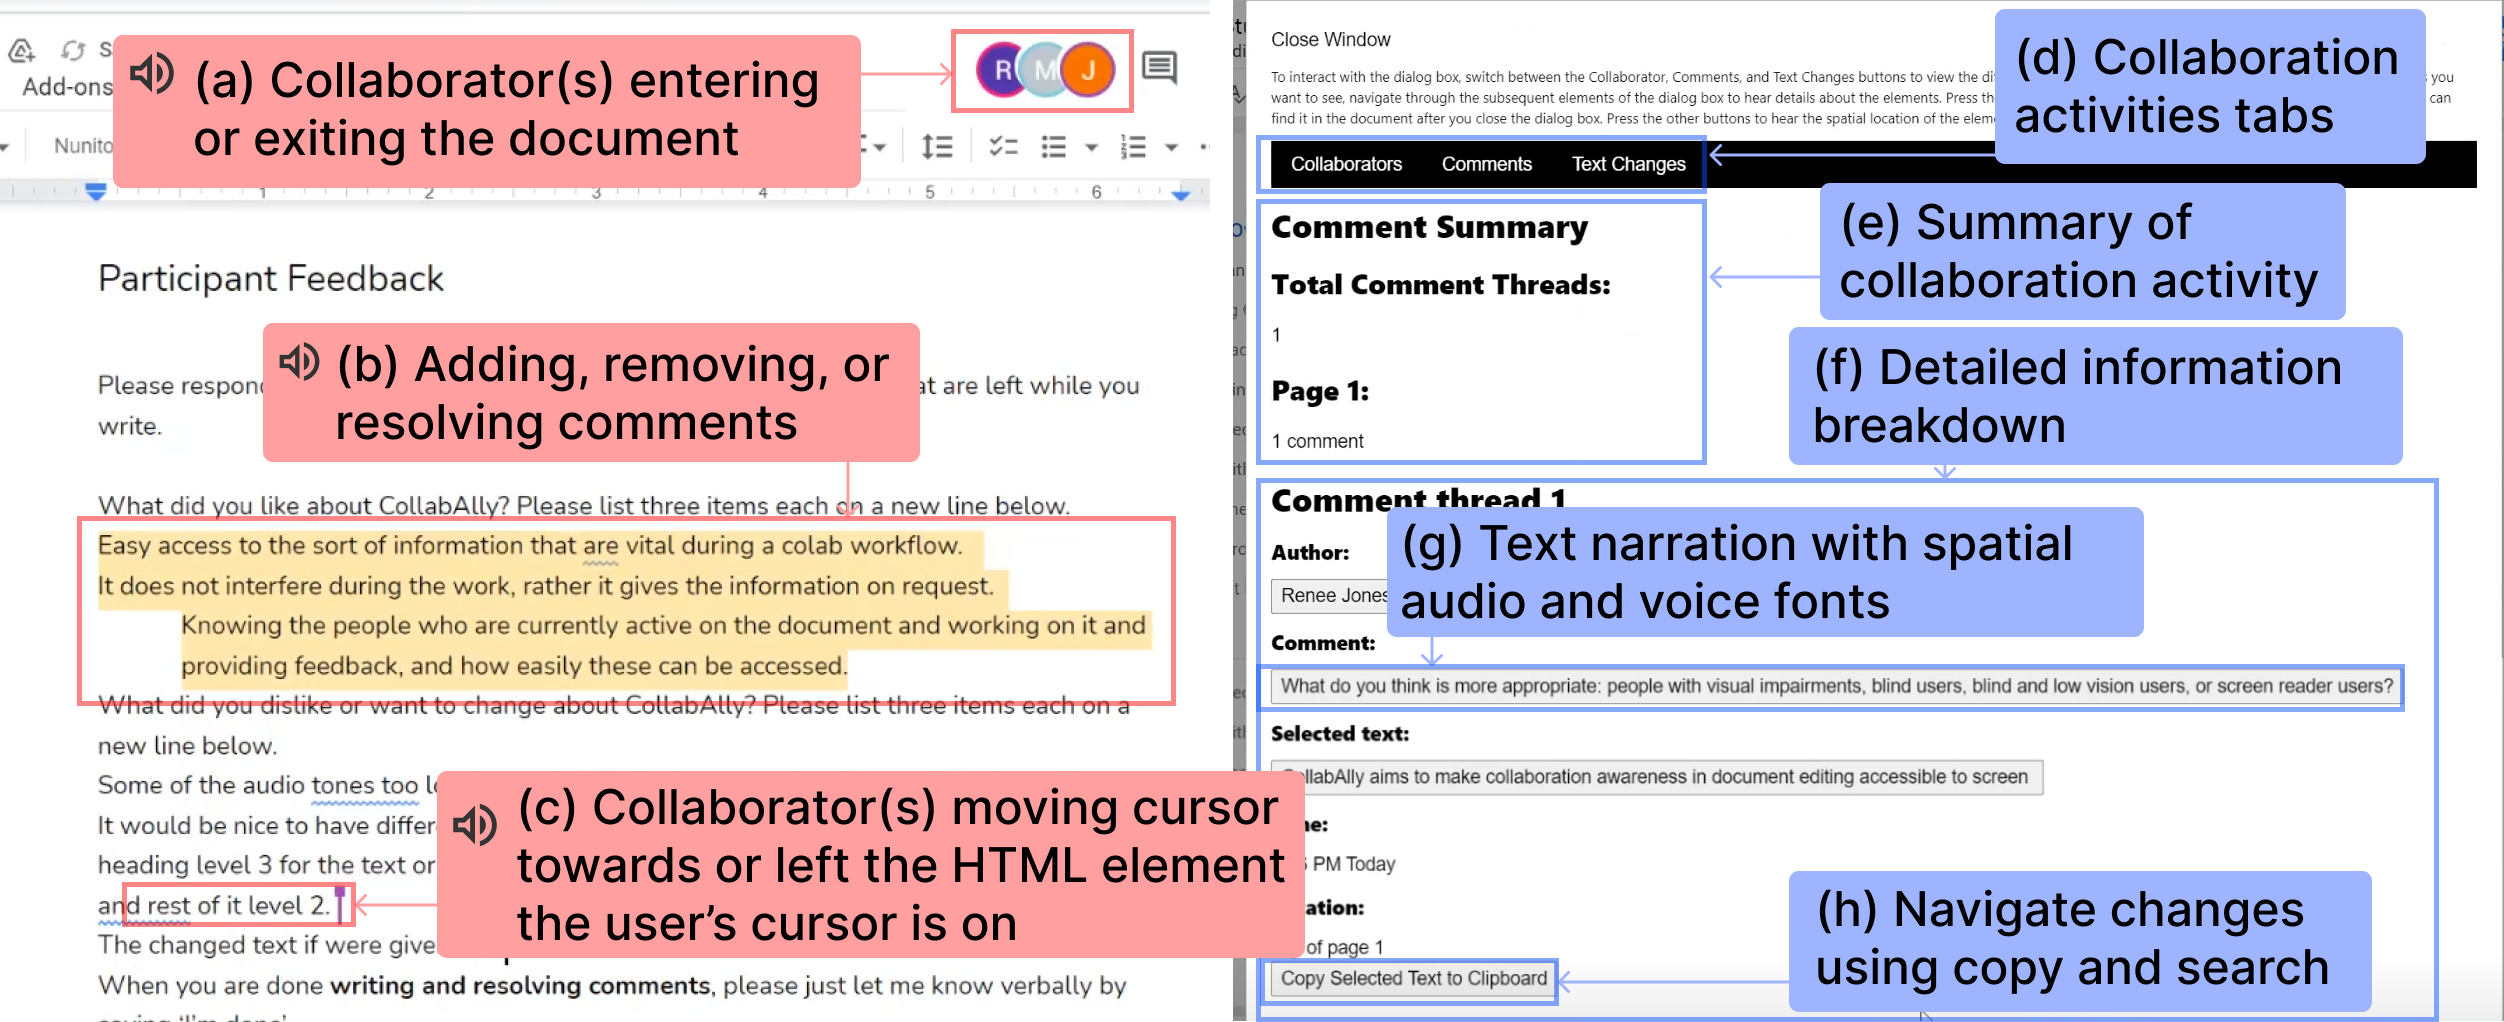 S
Add-ons
(a) Collaborator(s) entering
or exiting the document
R M J
Nunito
1 2 3 4 5 6
Participant Feedback
Please respon
at are left while you
write.
(b) Adding, removing, or
resolving comments
What did you like about CollabAlly? Please list three items each on a new line below.
Easy access to the sort of information that are vital during a colab workflow.
It does not interfere during the work, rather it gives the information on request.
Knowing the people who are currently active on the document and working on it and
providing feedback, and how easily these can be accessed.
What did you dislike or want to change about CollabAlly? Please list three items each on a
new line below.
Some of the audio tones too lo
It would be nice to have differ
heading level 3 for the text or
and rest of it level 2.
The changed text if were give
(c) Collaborator(s) moving cursor
towards or left the HTML element
the user's cursor is on
When you are done writing and resolving comments, please just let me know verbally by
Close Window
To interact with the dialog box, switch between the Collaborator, Comments, and Text Changes buttons to view the di
you
want to see, navigate through the subsequent elements of the dialog box to hear details about the elements. Press th
can
find it in the document after you close the dialog box. Press the other buttons to hear the spatial location of the elem
(d) Collaboration
activities tabs
Collaborators Comments Text Changes
Comment Summary
Total Comment Threads:
1
Page 1:
1 comment
(e) Summary of
collaboration activity
(f) Detailed information
breakdown
Comment thread 1
Author:
Renee Jones
(g) Text narration with spatial
audio and voice fonts
Comment:
What do you think is more appropriate: people with visual impairments, blind users, blind and low vision users, or screen reader users?
Selected text:
CollabAlly aims to make collaboration awareness in document editing accessible to screen
PM Today
ation:
of page 1
Copy Selected Text to Clipboard
(h) Navigate changes
using copy and search